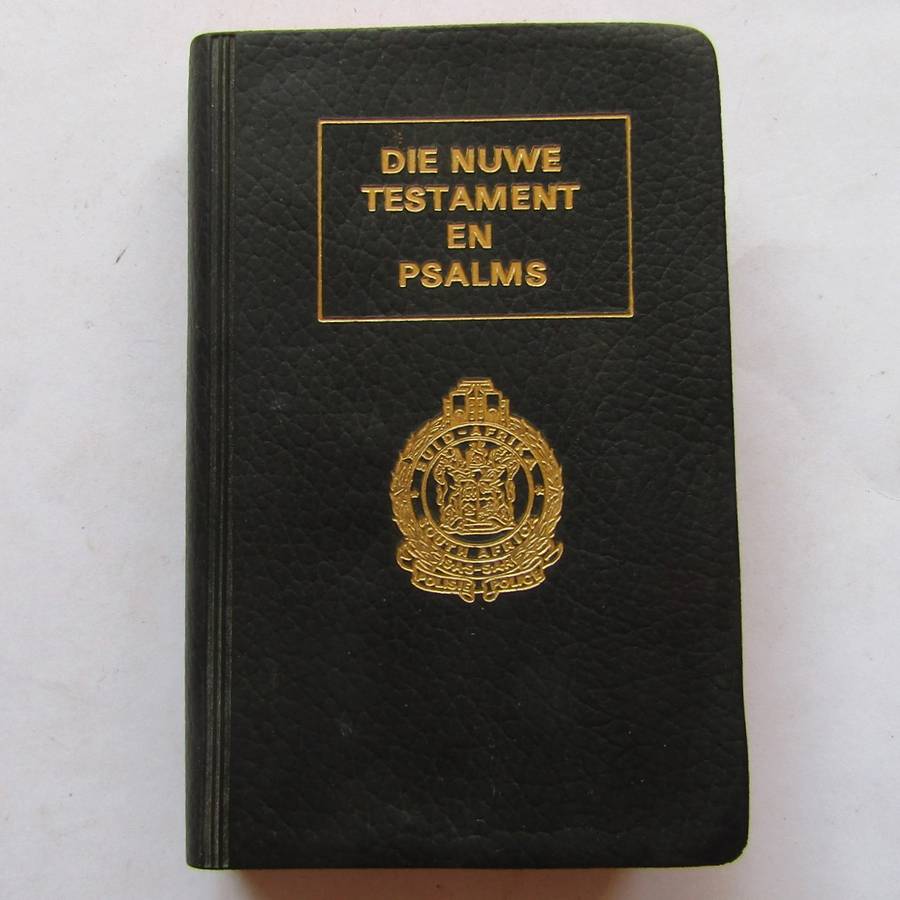 DIE NUWE
TESTAMENT
EN
PSALMS
SUID-AFRIKA
SOUTH AFRICA
POLISIE POLICE